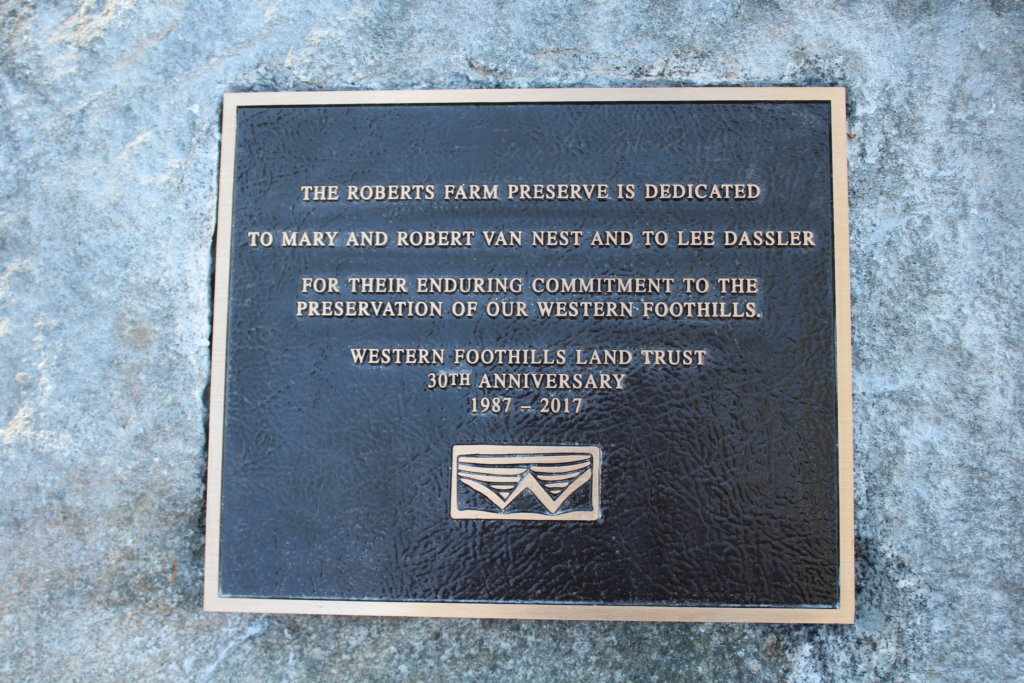 THE ROBERTS FARM PRESERVE IS DEDICATED
TO MARY AND ROBERT VAN NEST AND TO LEE DASSLER
FOR THEIR ENDURING COMMITMENT TO THE
PRESERVATION OF OUR WESTERN FOOTHILLS.
WESTERN FOOTHILLS LAND TRUST
30TH ANNIVERSARY
1987 – 2017